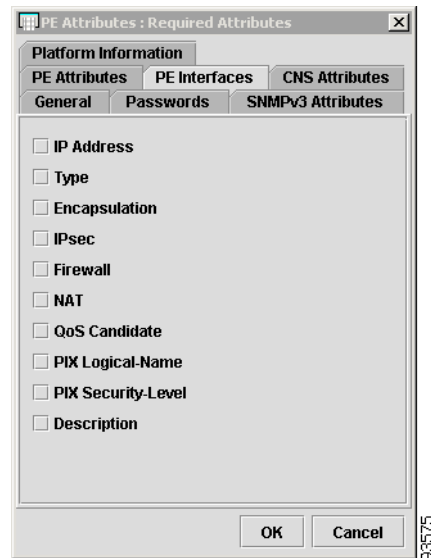 PE Attributes : Required Attributes
Platform Information
PE Attributes PE Interfaces CNS Attributes
General Passwords SNMPv3 Attributes
IP Address
Type
Encapsulation
IPsec
Firewall
NAT
QoS Candidate
PIX Logical-Name
PIX Security-Level
Description
OK Cancel
93575